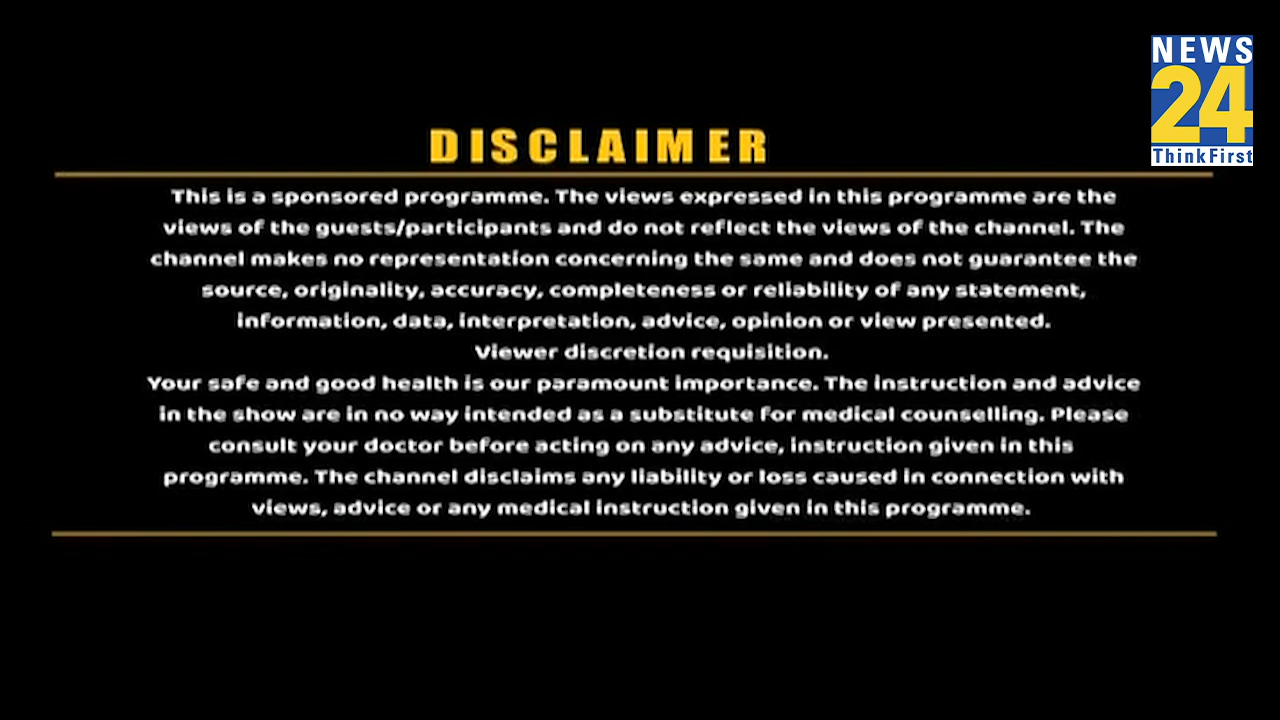 NEWS
24
ThinkFirst
DISCLAIMER
This is a sponsored programme. The views expressed in this programme are the
views of the guests/participants and do not reflect the views of the channel. The
channel makes no representation concerning the same and does not guarantee the
source, originality, accuracy, completeness or reliability of any statement,
information, data, interpretation, advice, opinion or view presented.
Viewer discretion requisition.
Your safe and good health is our paramount importance. The instruction and advice
in the show are in no way intended as a substitute for medical counselling. Please
consult your doctor before acting on any advice, instruction given in this
programme. The channel disclaims any liability or loss caused in connection with
views, advice or any medical instruction given in this programme.